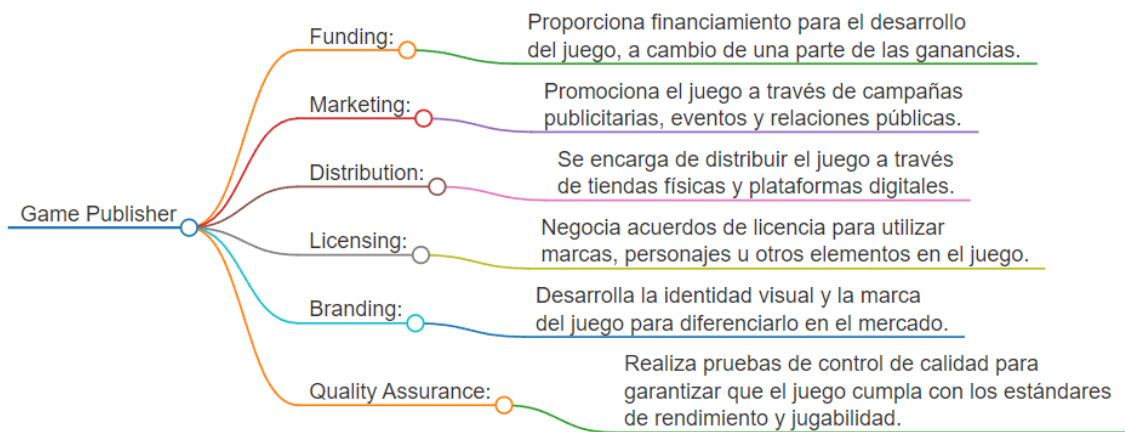 Game Publisher
Funding:
Proporciona financiamiento para el desarrollo
del juego, a cambio de una parte de las ganancias.
Marketing:
Promociona el juego a través de campañas
publicitarias, eventos y relaciones públicas.
Distribution:
Se encarga de distribuir el juego a través
de tiendas físicas y plataformas digitales.
Licensing:
Negocia acuerdos de licencia para utilizar
marcas, personajes u otros elementos en el juego.
Branding:
Desarrolla la identidad visual y la marca
del juego para diferenciarlo en el mercado.
Quality Assurance:
Realiza pruebas de control de calidad para
garantizar que el juego cumpla con los estándares
de rendimiento y jugabilidad.